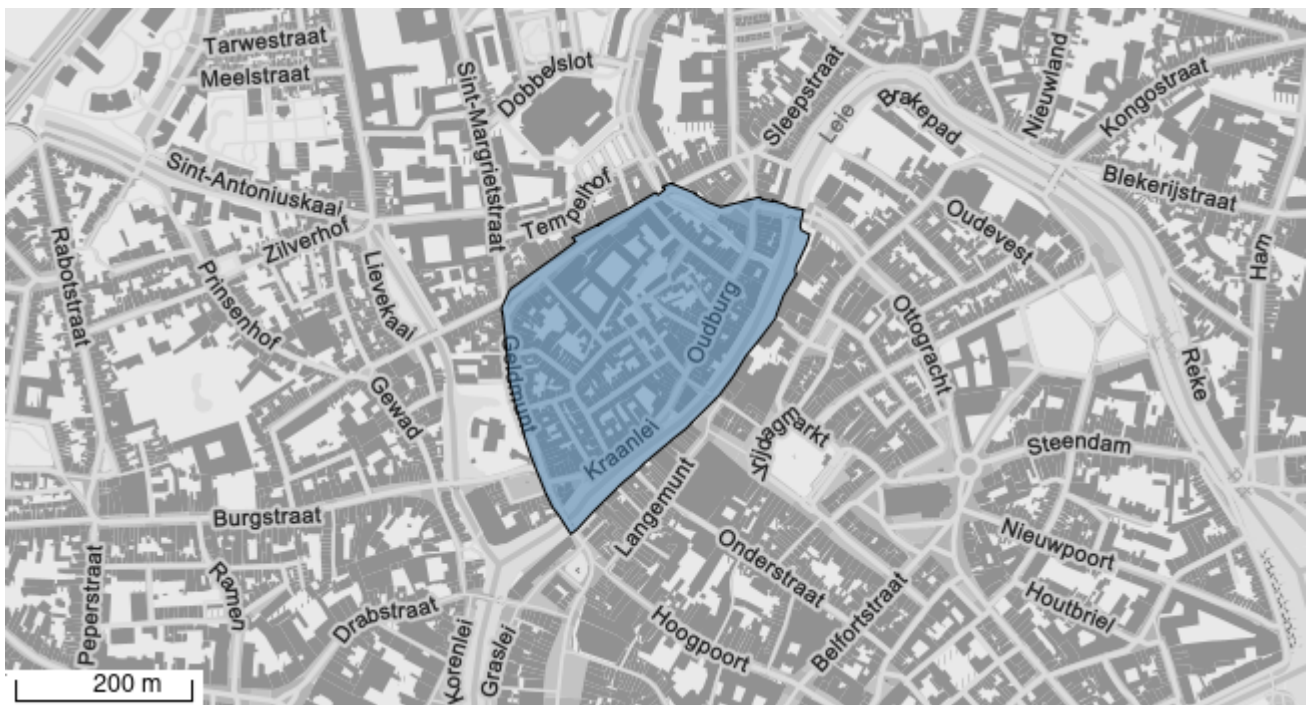 Tarwestraat
Meelstraat
Sint-Margrietstraat
Dobbelslot
Sleepstraat
Leie
Brakepad
Nieuwland
Kongostraat
Sint-Antoniuskaai
Tempelhof
Blekerijstraat
Oudevest
Ham
Rabotstraat
Zilverhof
Prinsenhof
Lievekaai
Geldmunt
Oudburg
Ottogracht
Reke
Gewad
Kraanlei
Vrijdagmarkt
Steendam
Burgstraat
Langemunt
Onderstraat
Nieuwpoort
Peperstraat
Ramen
Drabstraat
Korenlei
Graslei
Hoogpoort
Belfortstraat
Houtbriel
200 m